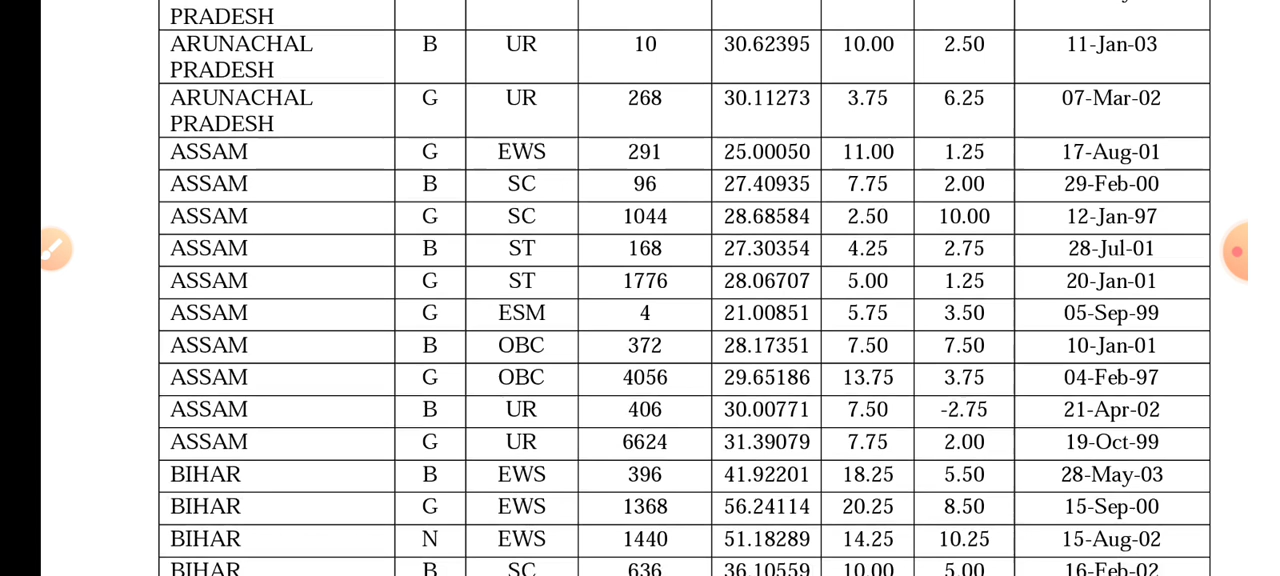 PRADESH
ARUNACHAL PRADESH B UR 10 30.62395 10.00 2.50 11-Jan-03
ARUNACHAL PRADESH G UR 268 30.11273 3.75 6.25 07-Mar-02
ASSAM G EWS 291 25.00050 11.00 1.25 17-Aug-01
ASSAM B SC 96 27.40935 7.75 2.00 29-Feb-00
ASSAM G SC 1044 28.68584 2.50 10.00 12-Jan-97
ASSAM B ST 168 27.30354 4.25 2.75 28-Jul-01
ASSAM G ST 1776 28.06707 5.00 1.25 20-Jan-01
ASSAM G ESM 4 21.00851 5.75 3.50 05-Sep-99
ASSAM B OBC 372 28.17351 7.50 7.50 10-Jan-01
ASSAM G OBC 4056 29.65186 13.75 3.75 04-Feb-97
ASSAM B UR 406 30.00771 7.50 -2.75 21-Apr-02
ASSAM G UR 6624 31.39079 7.75 2.00 19-Oct-99
BIHAR B EWS 396 41.92201 18.25 5.50 28-May-03
BIHAR G EWS 1368 56.24114 20.25 8.50 15-Sep-00
BIHAR N EWS 1440 51.18289 14.25 10.25 15-Aug-02
BIHAR B SC 636 36.10559 10.00 5.00 16-Feb-02